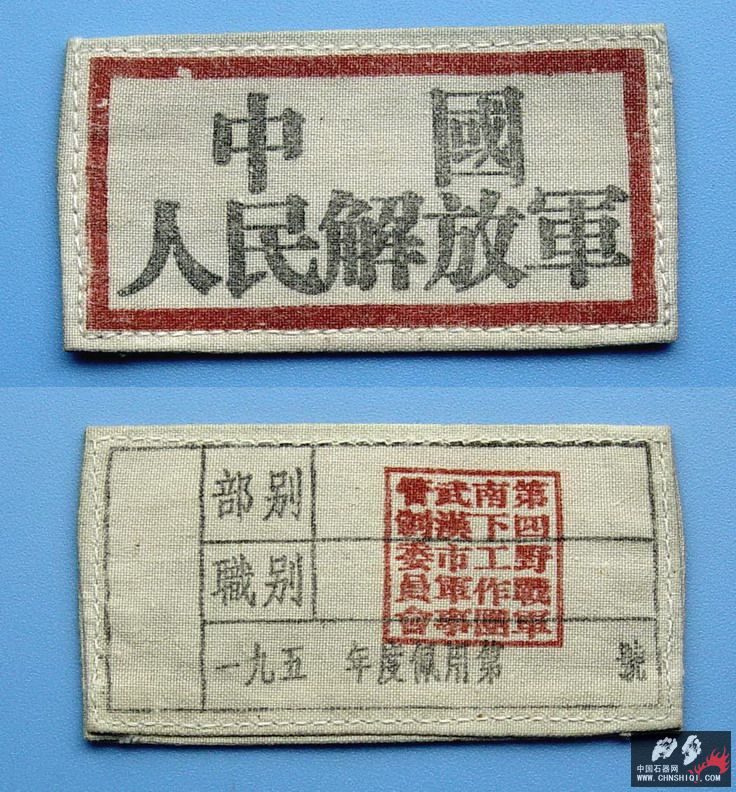 中國
人民解放軍
部別
職別
一九五 年度佩用第 號
第四野戰軍
南下工作團
武漢市軍事
管制委員會
中国石器网
WWW.CHNSHIQI.COM